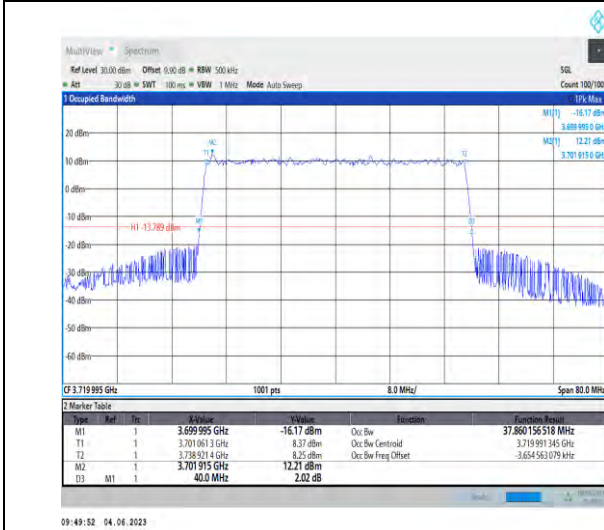 MultiView Spectrum
Ref Level 30.00 dBm Offset 9.90 dB RBW 500 kHz SGL
Att 30 dB SWT 100 ms VBW 1 MHz Mode Auto Sweep Count 100/100
1 Occupied Bandwidth 1Pk Max
M1[1] -16.17 dBm
3.699 995 0 GHz
M2[1] 12.21 dBm
3.701 915 0 GHz
20 dBm
M2
T1 T2
10 dBm
0 dBm
-10 dBm
M1 D3
H1 -13.789 dBm
-30 dBm
-40 dBm
-50 dBm
-60 dBm
CF 3.719 995 GHz 1001 pts 8.0 MHz/ Span 80.0 MHz
2 Marker Table
Type Ref Trc X-Value Y-Value Function Function Result
M1 1 3.699 995 GHz -16.17 dBm Occ Bw 37.860 156 518 MHz
T1 1 3.701 061 3 GHz 8.37 dBm Occ Bw Centroid 3.719 991 345 GHz
T2 1 3.738 921 4 GHz 8.25 dBm Occ Bw Freq Offset -3.654 563 079 kHz
M2 1 3.701 915 GHz 12.21 dBm
D3 M1 1 40.0 MHz 2.02 dB
09:49:52 04.06.2023